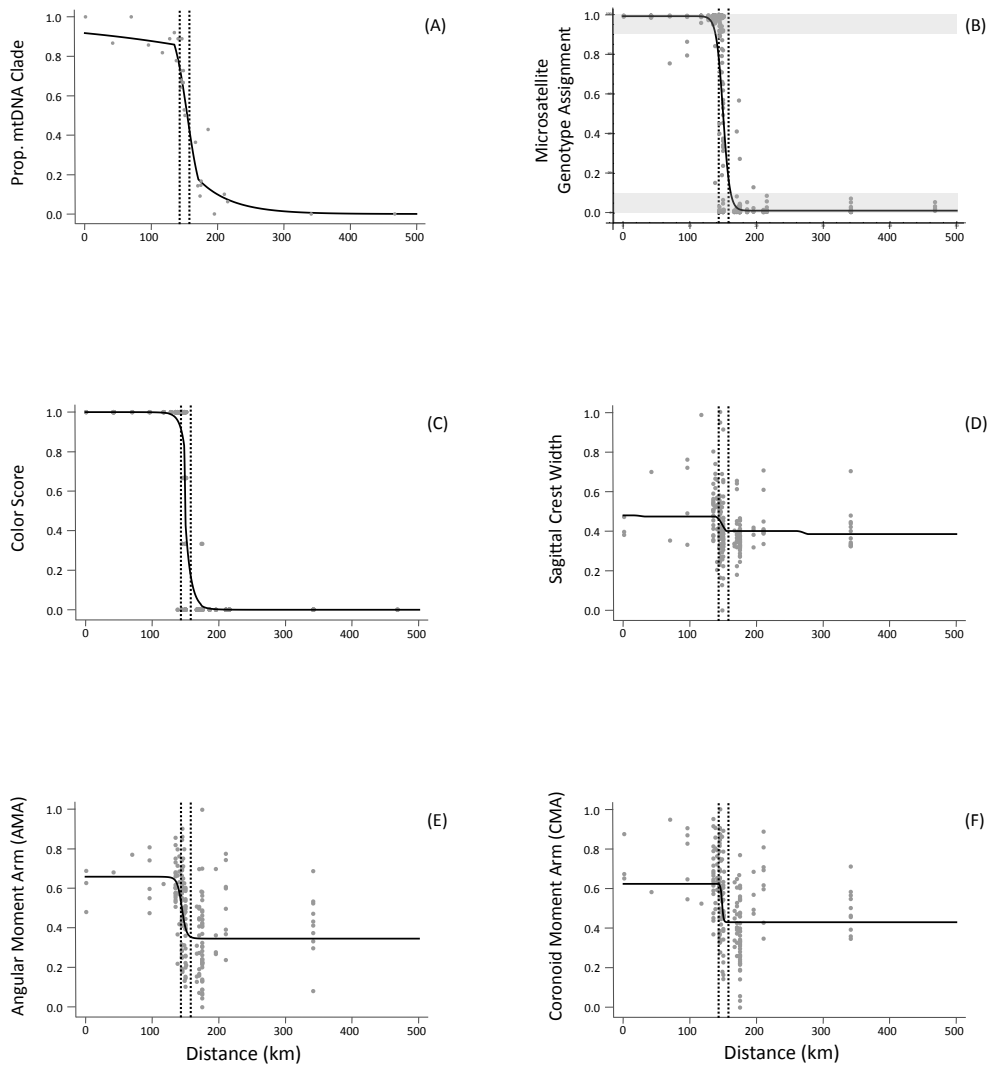 (A)
Prop. mtDNA Clade
1.0
0.8
0.6
0.4
0.2
0.0
0 100 200 300 400 500
(B)
Microsatellite
Genotype Assignment
1.0
0.8
0.6
0.4
0.2
0.0
0 100 200 300 400 500
(C)
Color Score
1.0
0.8
0.6
0.4
0.2
0.0
0 100 200 300 400 500
(D)
Sagittal Crest Width
1.0
0.8
0.6
0.4
0.2
0.0
0 100 200 300 400 500
(E)
Angular Moment Arm (AMA)
1.0
0.8
0.6
0.4
0.2
0.0
0 100 200 300 400 500
Distance (km)
(F)
Coronoid Moment Arm (CMA)
1.0
0.8
0.6
0.4
0.2
0.0
0 100 200 300 400 500
Distance (km)